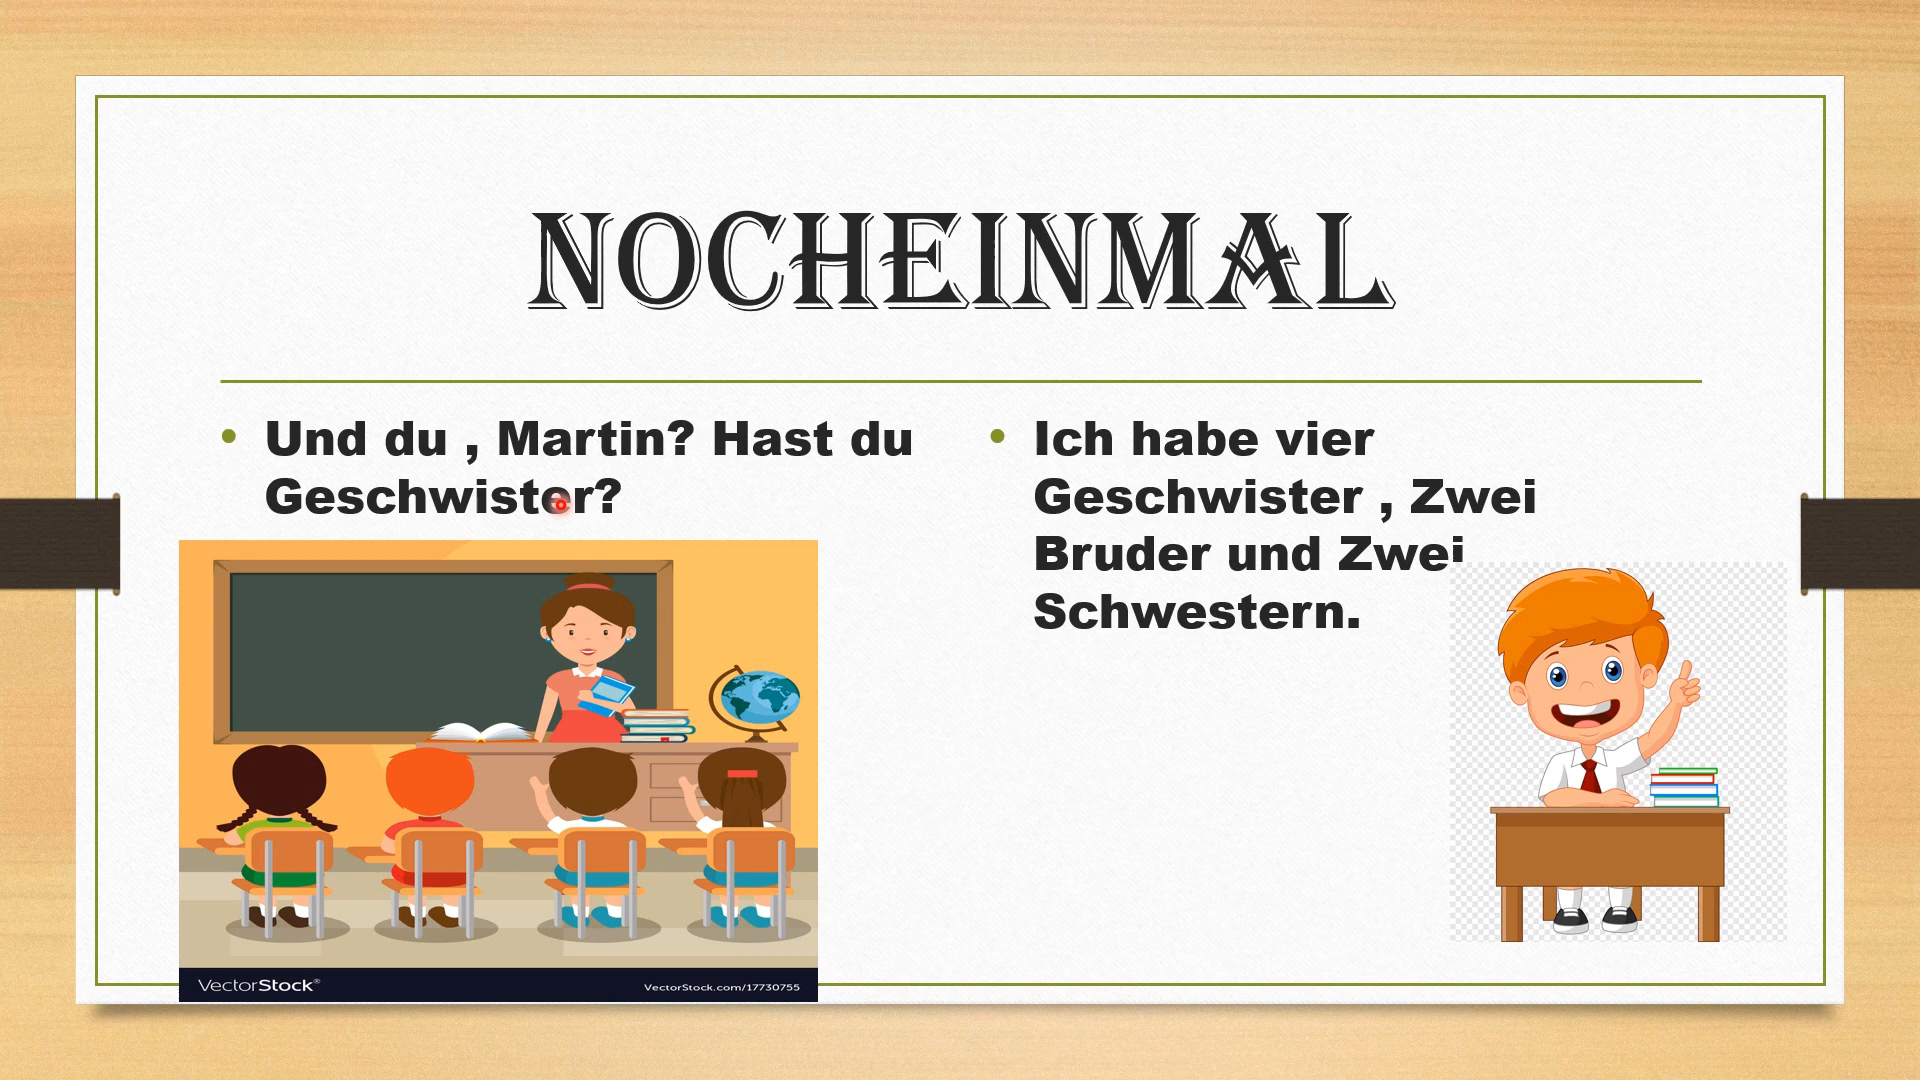 NOCHEINMAL
• Und du , Martin? Hast du
Geschwister?
• Ich habe vier
Geschwister , Zwei
Bruder und Zwei
Schwestern.
VectorStock®
VectorStock.com/17730755